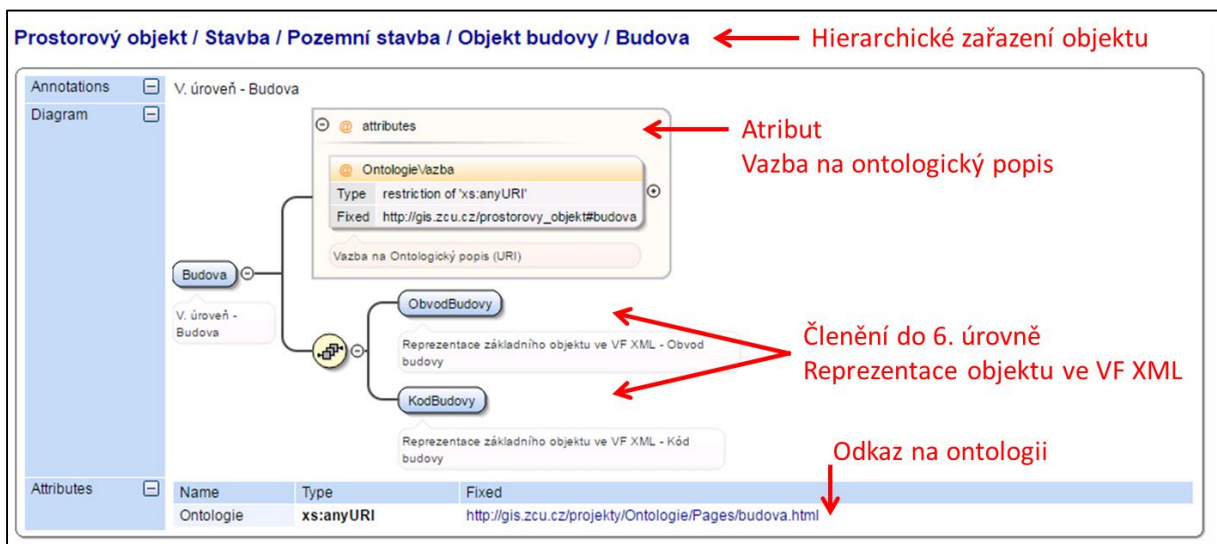 Prostorový objekt / Stavba / Pozemní stavba / Objekt budovy / Budova
Hierarchické zařazení objektu
Annotations
V. úroveň - Budova
Diagram
@ attributes
Atribut
Vazba na ontologický popis
@ OntologieVazba
Type restriction of 'xs:anyURI'
Fixed http://gis.zcu.cz/prostorovy_objekt#budova
Vazba na Ontologický popis (URI)
Budova
V. úroveň -
Budova
ObvodBudovy
Reprezentace základního objektu ve VF XML - Obvod
budovy
Členění do 6. úrovně
Reprezentace objektu ve VF XML
KodBudovy
Reprezentace základního objektu ve VF XML - Kód
budovy
Odkaz na ontologii
Attributes
Name Type Fixed
Ontologie xs:anyURI http://gis.zcu.cz/projekty/Ontologie/Pages/budova.html